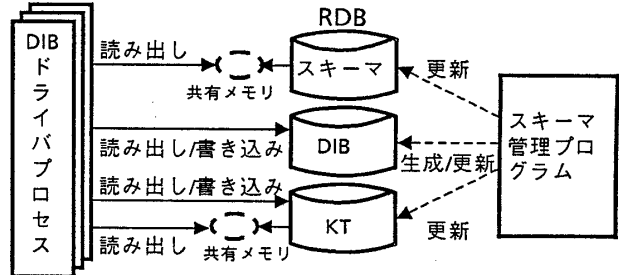 RDB
DIBドライバプロセス
読み出し
共有メモリ
スキーマ
更新
読み出し/書き込み
DIB
生成/更新
スキーマ
管理プロ
グラム
読み出し/書き込み
KT
更新
読み出し
共有メモリ